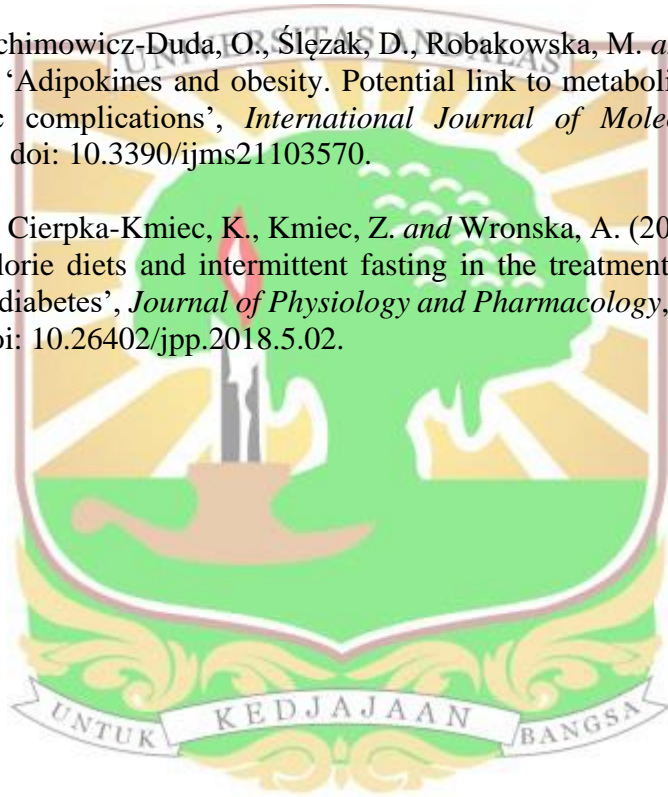 UNIVERSITAS ANDALAS
chimowicz-Duda, O., Ślęzak, D., Robakowska, M.
‘Adipokines and obesity. Potential link to
c complications’, International Journal of
doi: 10.3390/ijms21103570.
Cierpka-Kmiec, K., Kmiec, Z. and Wronska, A. (20
lorie diets and intermittent fasting in the treatment
diabetes’, Journal of Physiology and Pharmacology,
oi: 10.26402/jpp.2018.5.02.
UNTUK KEDJAJAAN BANGSA